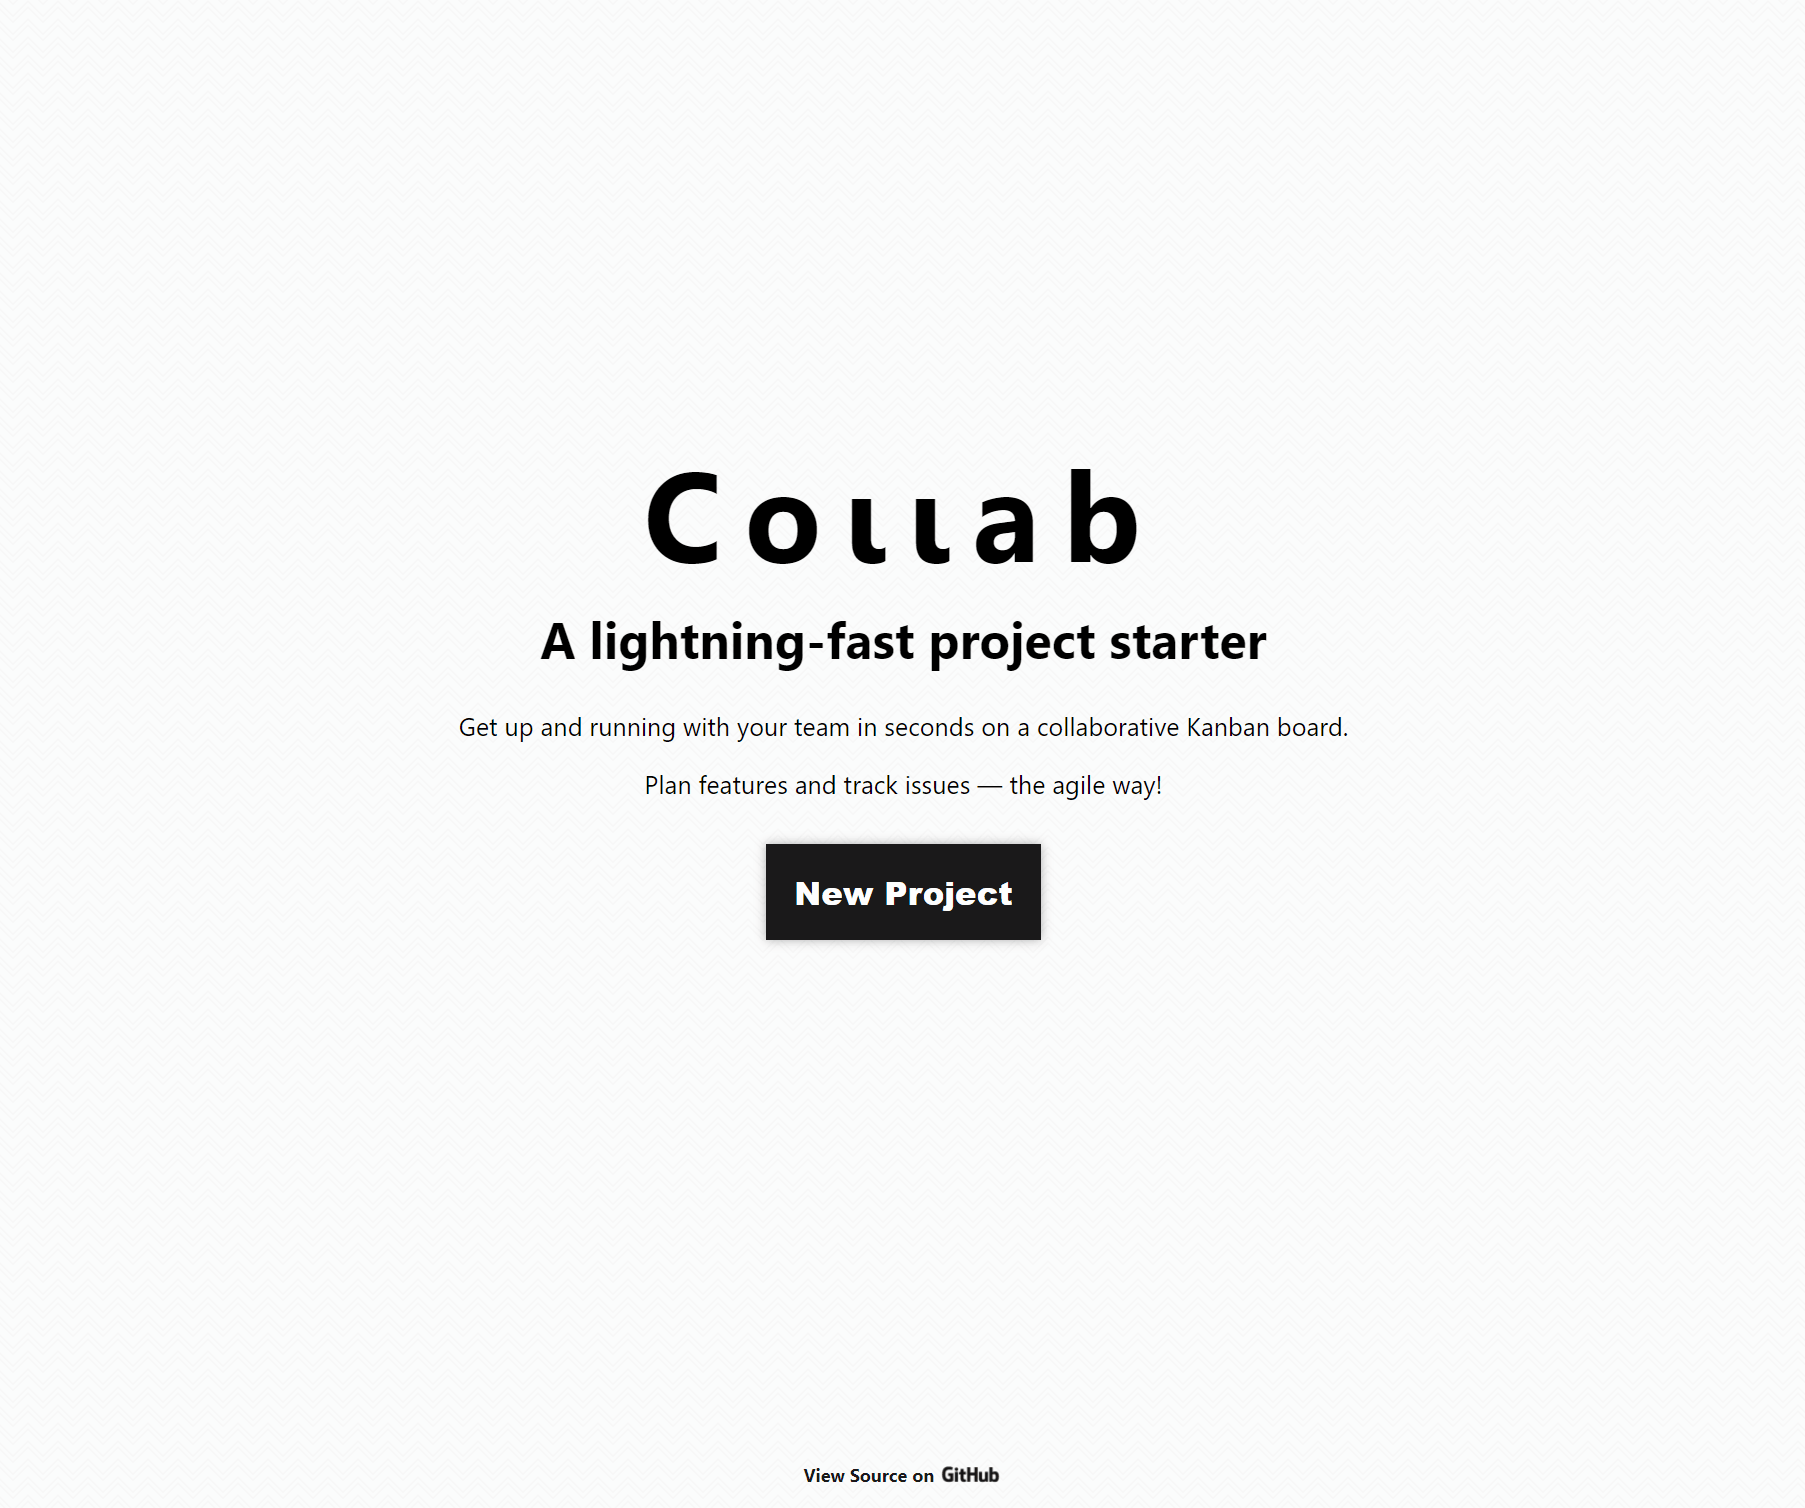 Coιιab
A lightning-fast project starter
Get up and running with your team in seconds on a collaborative Kanban board.
Plan features and track issues — the agile way!
New Project
View Source on GitHub